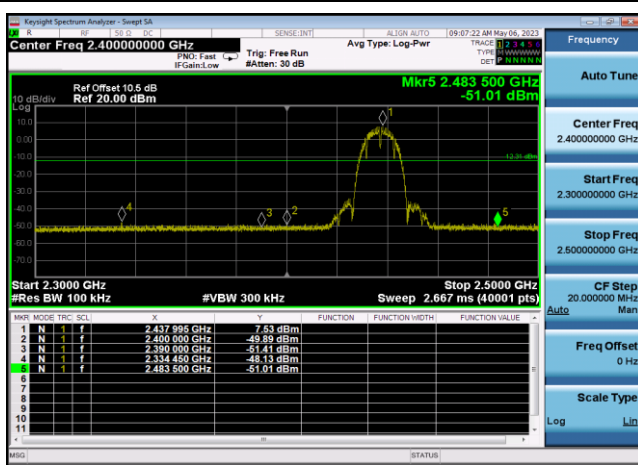 Keysight Spectrum Analyzer - Swept SA
R RF 50 Ω DC SENSE:INT ALIGN AUTO 09:07:22 AM May 06, 2023
Center Freq 2.400000000 GHz
PNO: Fast
IFGain:Low
Trig: Free Run
#Atten: 30 dB
Avg Type: Log-Pwr
TRACE 1 2 3 4 5 6
TYPE M WWWWW
DET P N N N N N
Ref Offset 10.5 dB
10 dB/div Ref 20.00 dBm
Mkr5 2.483 500 GHz
-51.01 dBm
Log
10.0
0.00
-10.0
-20.0
-30.0
-40.0
-50.0
-60.0
-70.0
1
2
3
4
5
-12.31 dBm
Start 2.3000 GHz
Stop 2.5000 GHz
#Res BW 100 kHz
#VBW 300 kHz
Sweep 2.667 ms (40001 pts)
MKR MODE TRC SCL X Y FUNCTION FUNCTION WIDTH FUNCTION VALUE
1 N 1 f 2.437 995 GHz 7.53 dBm
2 N 1 f 2.400 000 GHz -49.89 dBm
3 N 1 f 2.390 000 GHz -51.41 dBm
4 N 1 f 2.334 450 GHz -48.13 dBm
5 N 1 f 2.483 500 GHz -51.01 dBm
6
7
8
9
10
11
MSG STATUS
Frequency
Auto Tune
Center Freq
2.400000000 GHz
Start Freq
2.300000000 GHz
Stop Freq
2.500000000 GHz
CF Step
20.000000 MHz
Auto Man
Freq Offset
0 Hz
Scale Type
Log Lin